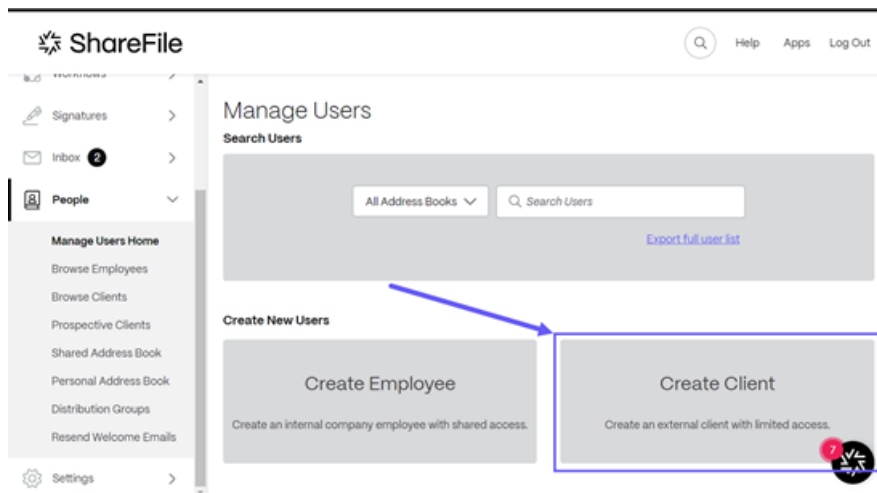 ShareFile
Help Apps Log Out
Workflows
Signatures
Inbox 2
People
Manage Users Home
Browse Employees
Browse Clients
Prospective Clients
Shared Address Book
Personal Address Book
Distribution Groups
Resend Welcome Emails
Settings
Manage Users
Search Users
All Address Books Search Users
Export full user list
Create New Users
Create Employee
Create an internal company employee with shared access.
Create Client
Create an external client with limited access.
7